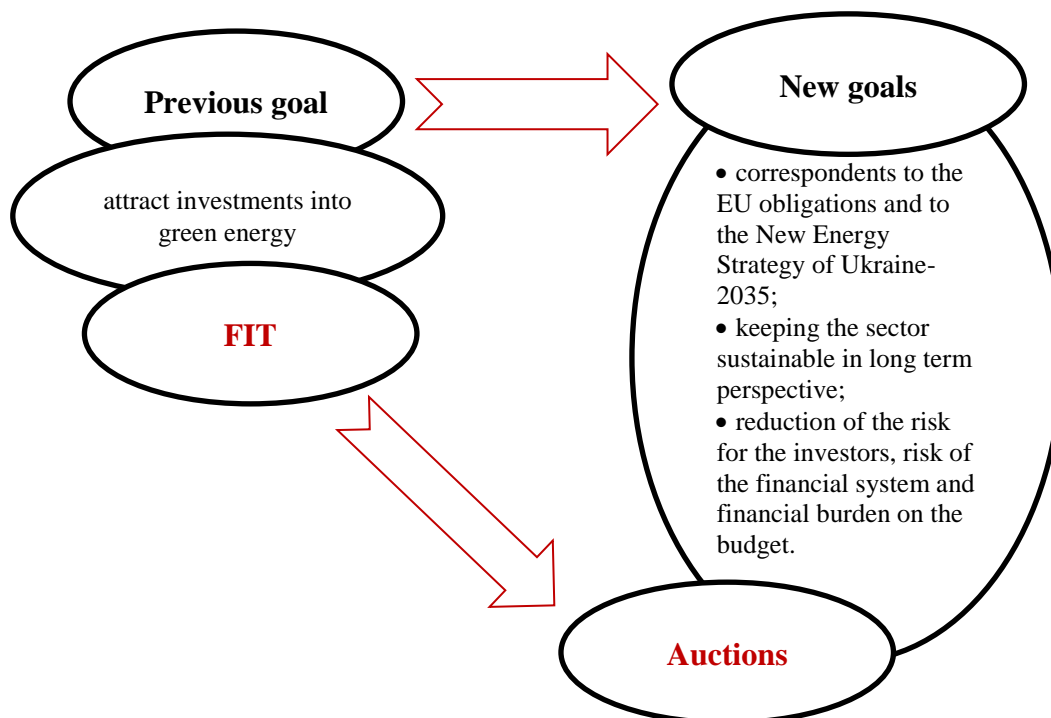 Previous goal
attract investments into
green energy
FIT
New goals
• correspondents to the
EU obligations and to
the New Energy
Strategy of Ukraine-
2035;
• keeping the sector
sustainable in long term
perspective;
• reduction of the risk
for the investors, risk of
the financial system and
financial burden on the
budget.
Auctions